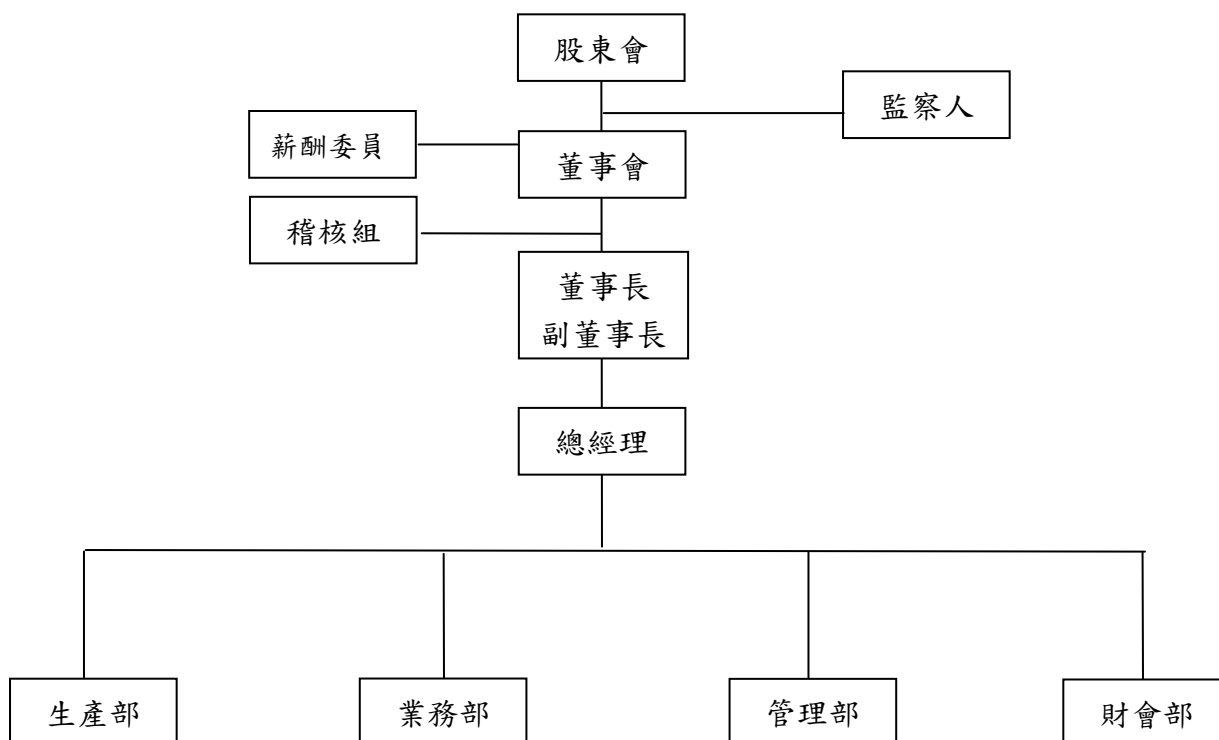 股東會
監察人
薪酬委員
董事會
稽核組
董事長
副董事長
總經理
生產部
業務部
管理部
財會部